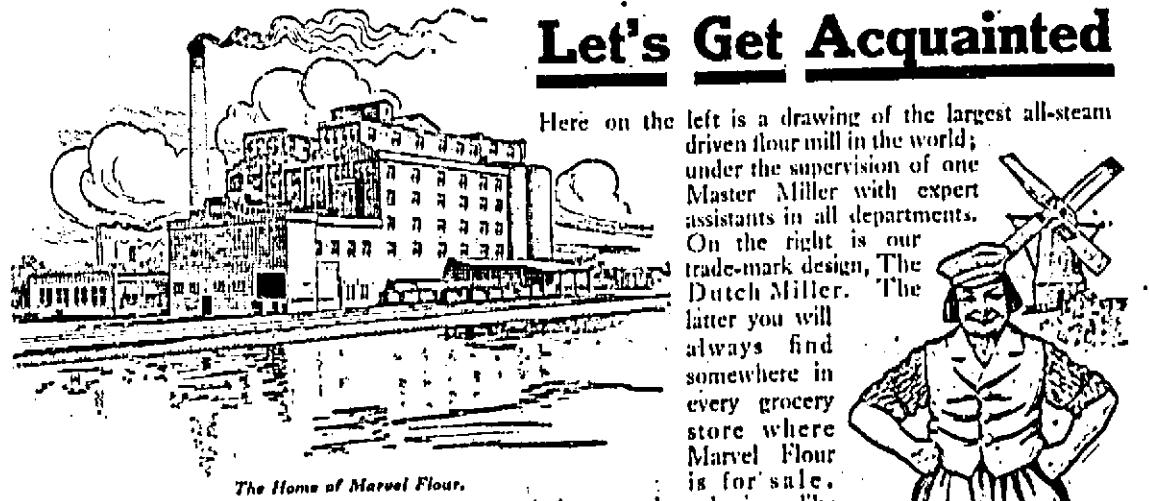 Let's Get Acquainted
Here on the left is a drawing of the largest all-steam
driven flour mill in the world;
under the supervision of one
Master Miller with expert
assistants in all departments.
On the right is our
trade-mark design, The
Dutch Miller. The
latter you will
always find
somewhere in
every grocery
store where
Marvel Flour
is for sale.
The Home of Marvel Flour.